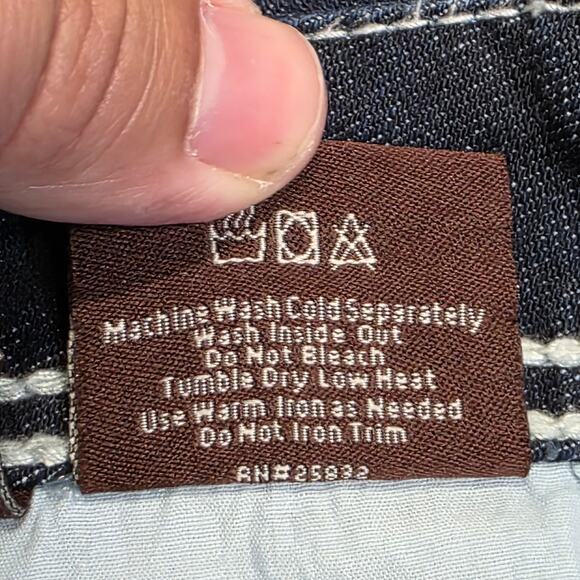 Machine Wash Cold Separately
Wash Inside Out
Do Not Bleach
Tumble Dry Low Heat
Use Warm Iron as Needed
Do Not Iron Trim
RN#25832